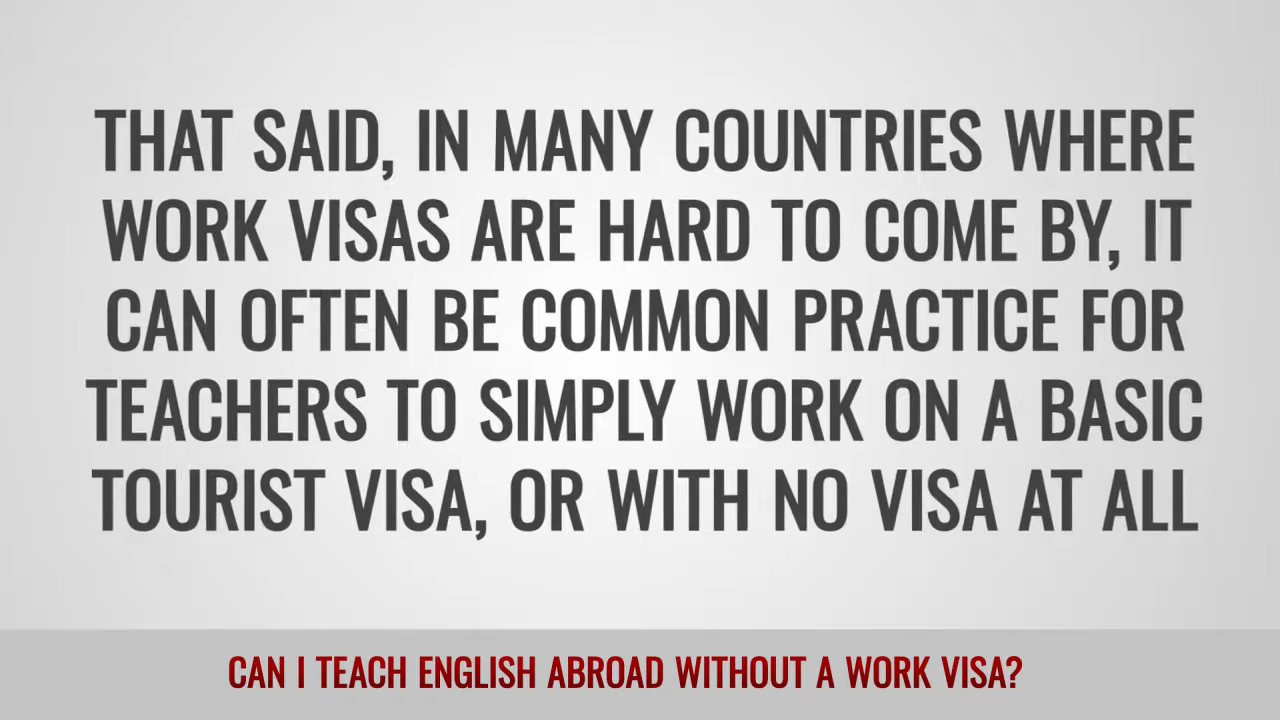 THAT SAID, IN MANY COUNTRIES WHERE
WORK VISAS ARE HARD TO COME BY, IT
CAN OFTEN BE COMMON PRACTICE FOR
TEACHERS TO SIMPLY WORK ON A BASIC
TOURIST VISA, OR WITH NO VISA AT ALL
CAN I TEACH ENGLISH ABROAD WITHOUT A WORK VISA?